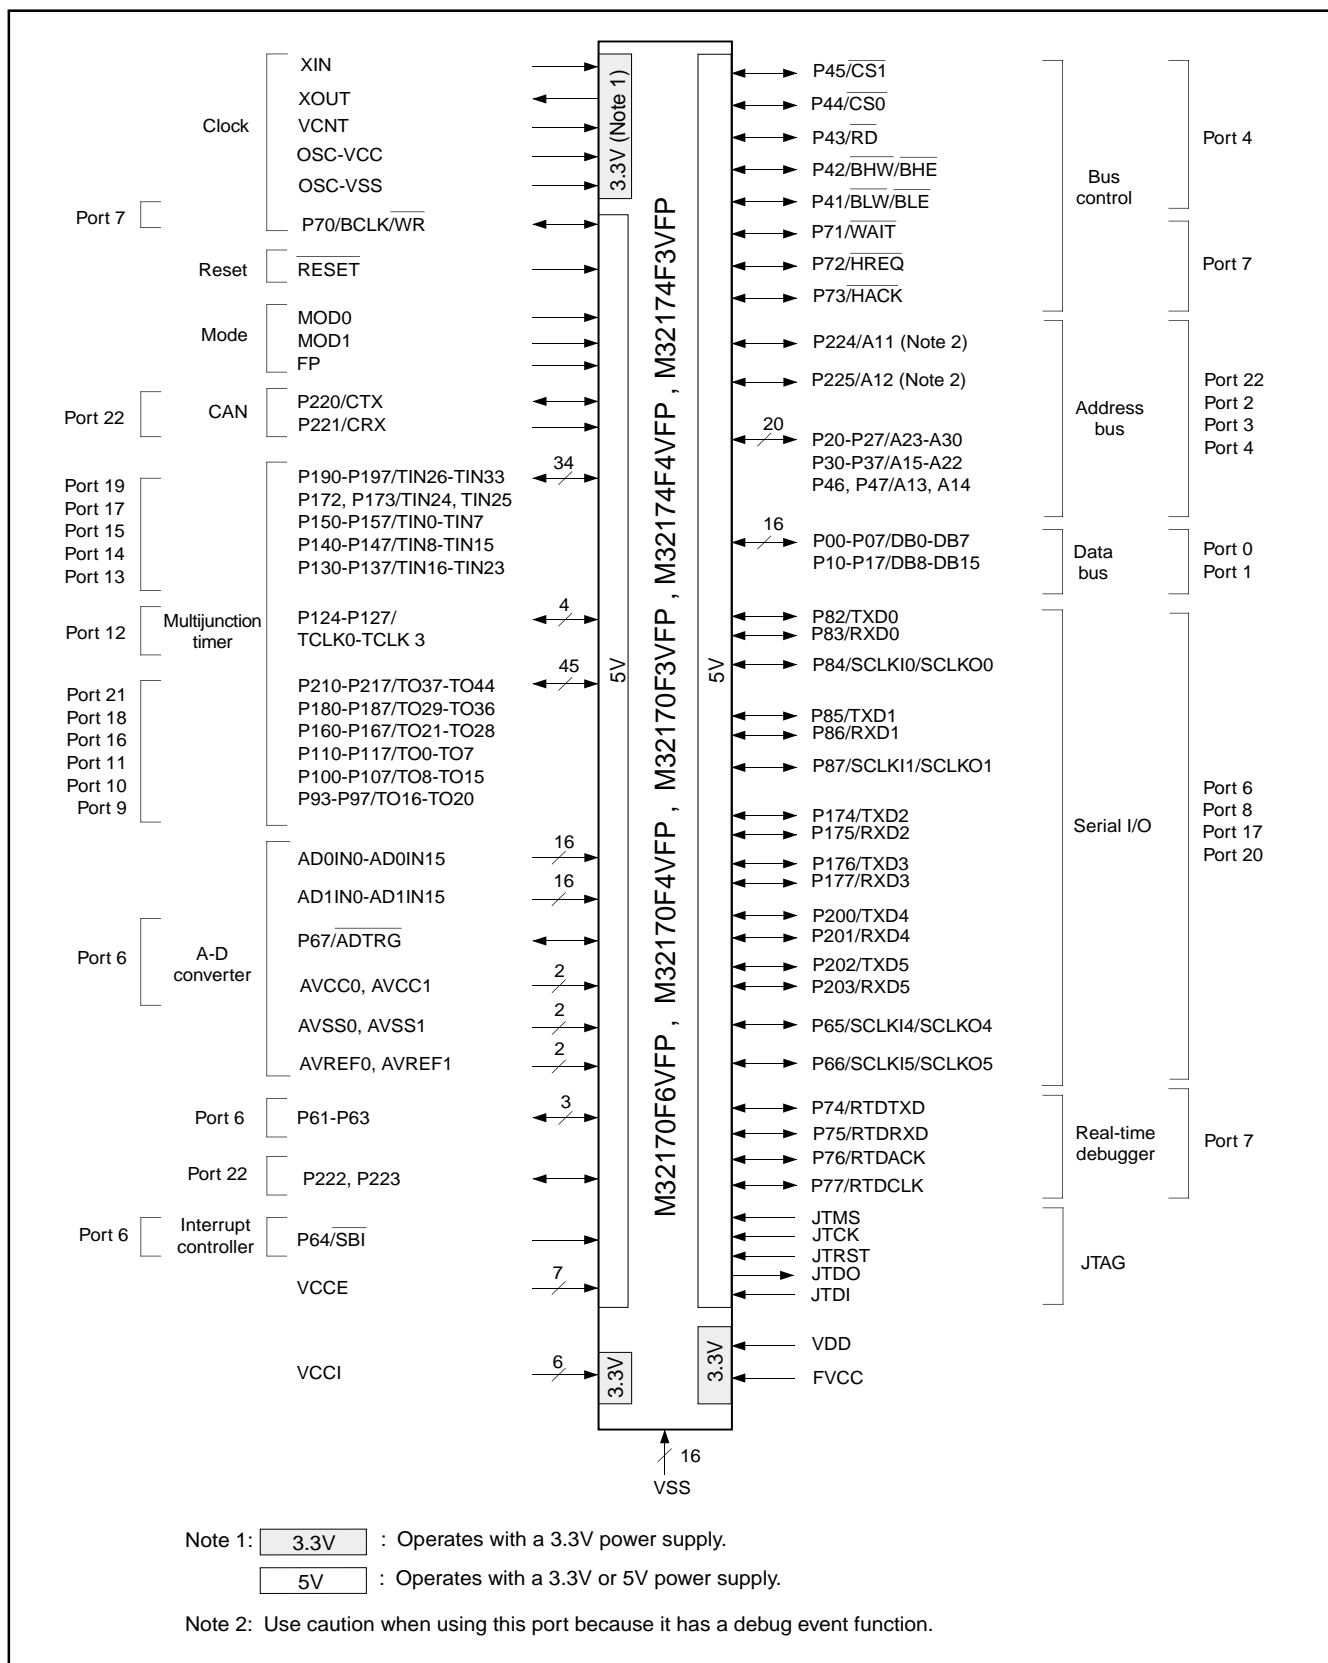 Clock
XIN
XOUT
VCNT
OSC-VCC
OSC-VSS
Port 7
P70/BCLK/WR
Reset
RESET
Mode
MOD0
MOD1
FP
Port 22
CAN
P220/CTX
P221/CRX
Port 19
Port 17
Port 15
Port 14
Port 13
P190-P197/TIN26-TIN33
P172, P173/TIN24, TIN25
P150-P157/TIN0-TIN7
P140-P147/TIN8-TIN15
P130-P137/TIN16-TIN23
34
Port 12
Multijunction
timer
P124-P127/
TCLK0-TCLK 3
4
Port 21
Port 18
Port 16
Port 11
Port 10
Port 9
P210-P217/TO37-TO44
P180-P187/TO29-TO36
P160-P167/TO21-TO28
P110-P117/TO0-TO7
P100-P107/TO8-TO15
P93-P97/TO16-TO20
45
Port 6
A-D
converter
AD0IN0-AD0IN15
16
AD1IN0-AD1IN15
16
P67/ADTRG
AVCC0, AVCC1
2
AVSS0, AVSS1
2
AVREF0, AVREF1
2
Port 6
P61-P63
3
Port 22
P222, P223
Port 6
Interrupt
controller
P64/SBI
VCCE
7
VCCI
6
3.3V (Note 1)
5V
3.3V
M32170F6VFP , M32170F4VFP , M32170F3VFP , M32174F4VFP , M32174F3VFP
5V
3.3V
16
VSS
P45/CS1
P44/CS0
P43/RD
P42/BHW/BHE
P41/BLW/BLE
P71/WAIT
P72/HREQ
P73/HACK
Bus
control
Port 4
Port 7
P224/A11 (Note 2)
P225/A12 (Note 2)
20
P20-P27/A23-A30
P30-P37/A15-A22
P46, P47/A13, A14
Address
bus
Port 22
Port 2
Port 3
Port 4
16
P00-P07/DB0-DB7
P10-P17/DB8-DB15
Data
bus
Port 0
Port 1
P82/TXD0
P83/RXD0
P84/SCLKI0/SCLKO0
P85/TXD1
P86/RXD1
P87/SCLKI1/SCLKO1
P174/TXD2
P175/RXD2
P176/TXD3
P177/RXD3
P200/TXD4
P201/RXD4
P202/TXD5
P203/RXD5
P65/SCLKI4/SCLKO4
P66/SCLKI5/SCLKO5
Serial I/O
Port 6
Port 8
Port 17
Port 20
P74/RTDTXD
P75/RTDRXD
P76/RTDACK
P77/RTDCLK
Real-time
debugger
Port 7
JTMS
JTCK
JTRST
JTDO
JTDI
JTAG
VDD
FVCC
Note 1: 3.3V : Operates with a 3.3V power supply.
5V : Operates with a 3.3V or 5V power supply.
Note 2: Use caution when using this port because it has a debug event function.